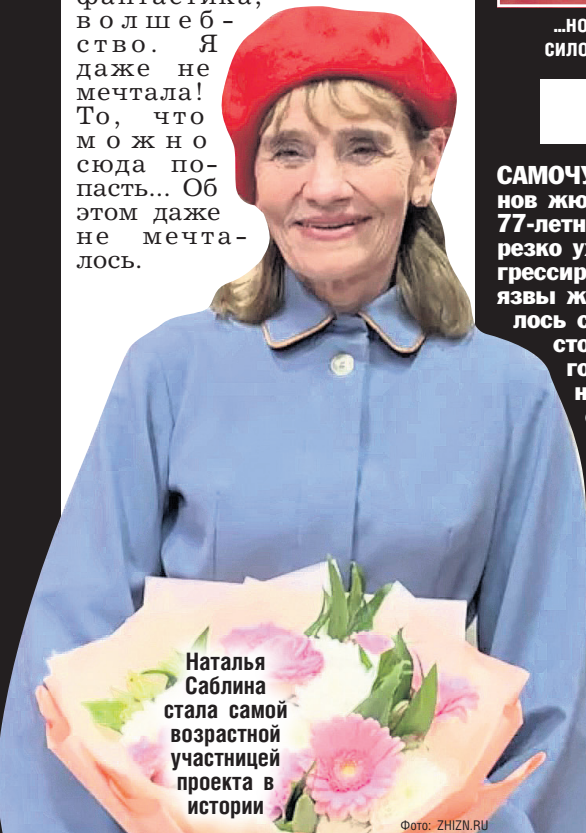 фантастика,
волшеб-
ство. Я
даже не
мечтала!
То, что
можно
сюда по-
пасть... Об
этом даже
не мечта-
лось.
Наталья
Саблина
стала самой
возрастной
участницей
проекта в
истории
Фото: ZHIZN.RU
...но
сило
САМОЧУ
нов жю
77-летн
резко у
грессир
язвы ж
лось с
сто
го
н